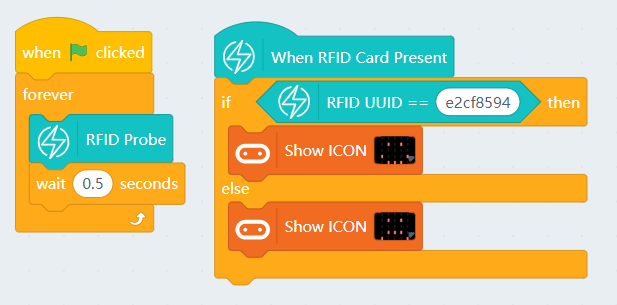 when clicked
forever
RFID Probe
wait 0.5 seconds
When RFID Card Present
if RFID UUID == e2cf8594 then
Show ICON
else
Show ICON